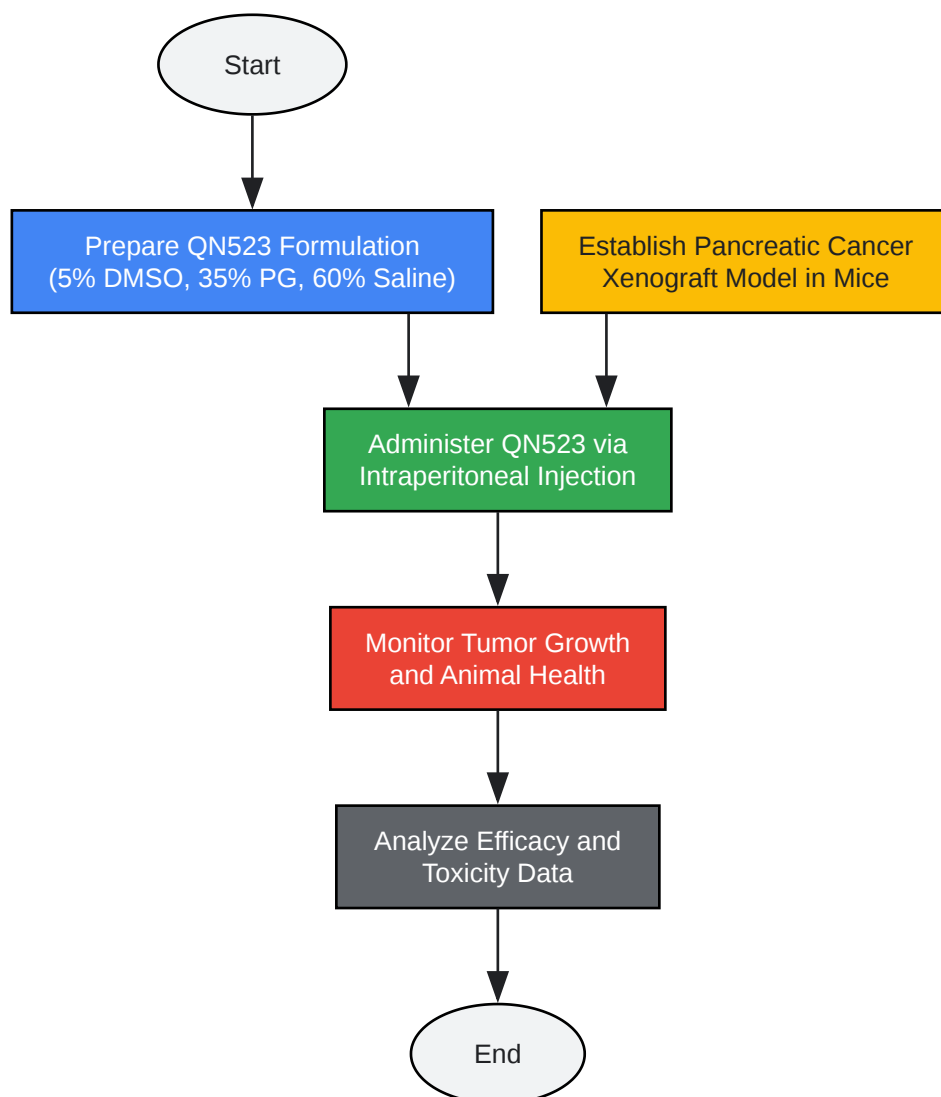 Start
Prepare QN523 Formulation
(5% DMSO, 35% PG, 60% Saline)
Establish Pancreatic Cancer
Xenograft Model in Mice
Administer QN523 via
Intraperitoneal Injection
Monitor Tumor Growth
and Animal Health
Analyze Efficacy and
Toxicity Data
End